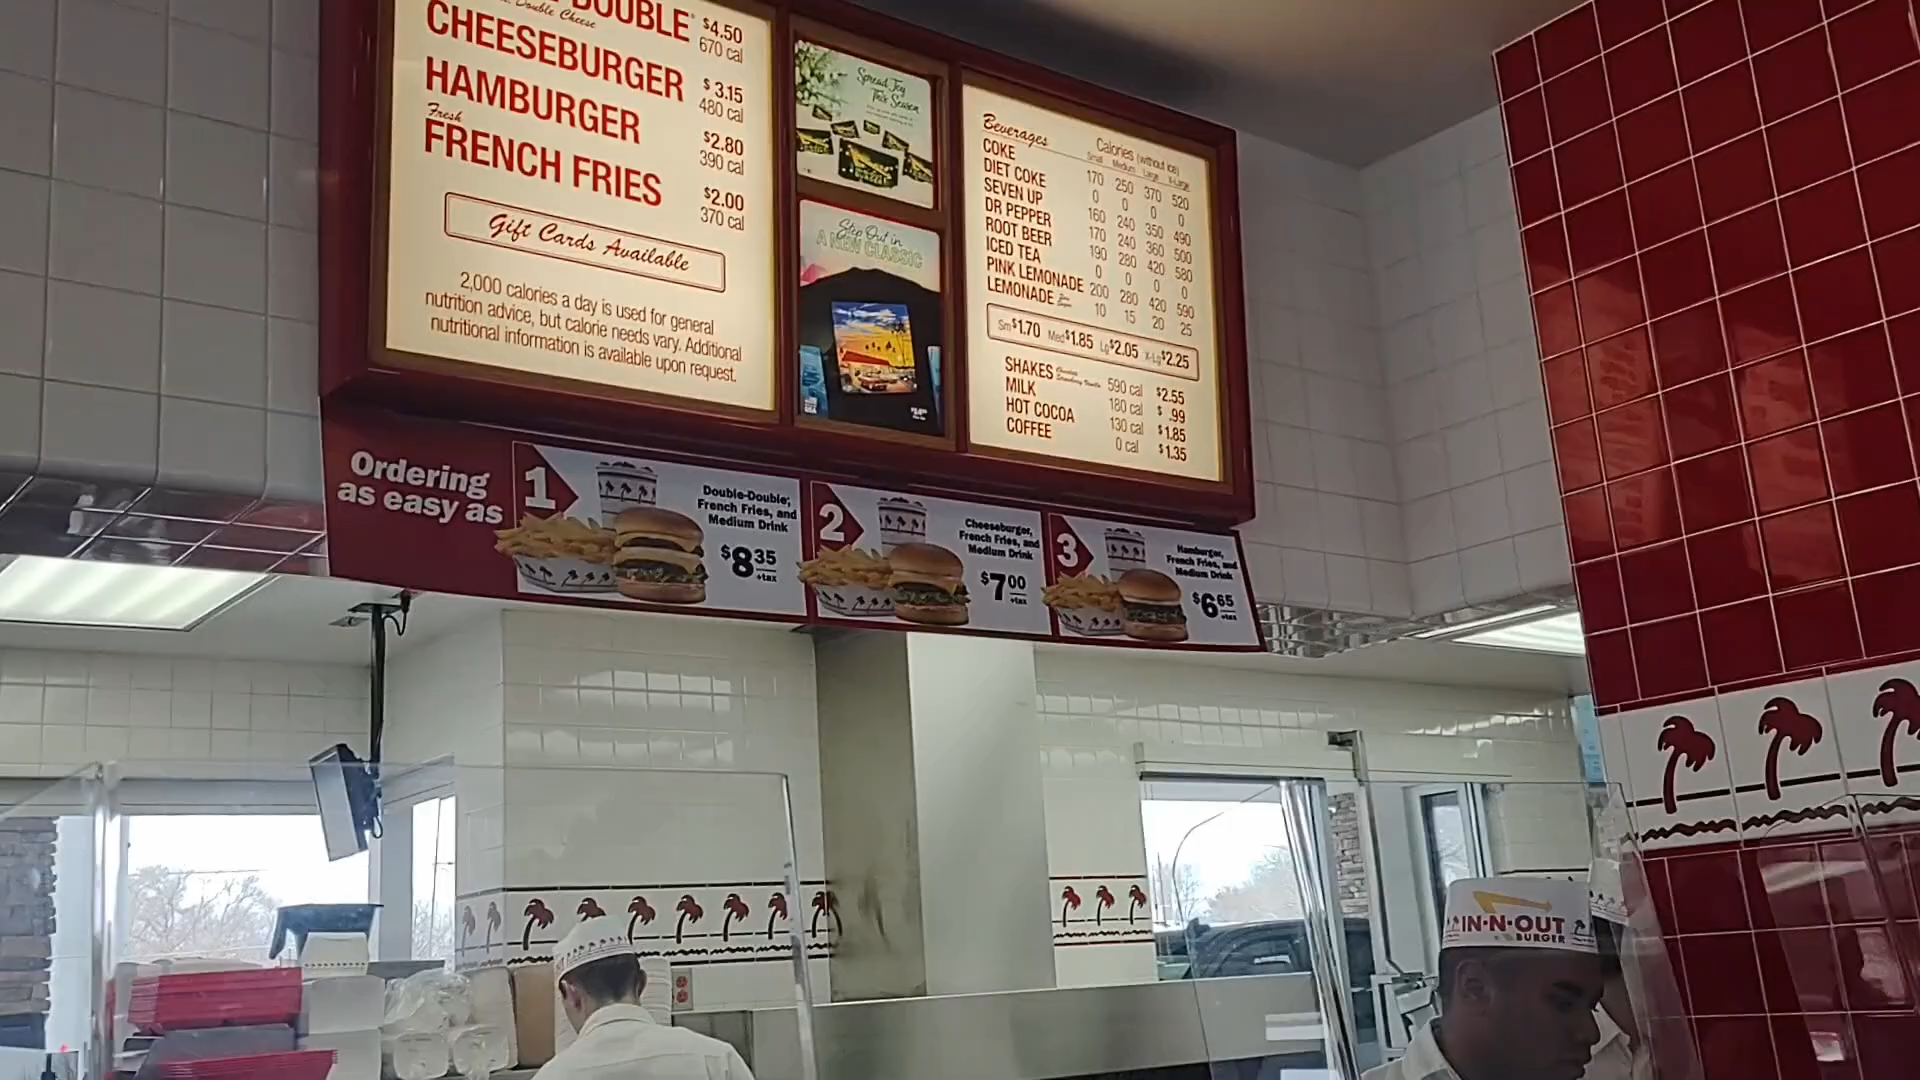 DOUBLE $4.50
Double Cheese 670 cal
CHEESEBURGER $3.15
480 cal
HAMBURGER $2.80
390 cal
Fresh
FRENCH FRIES $2.00
370 cal
Gift Cards Available
2,000 calories a day is used for general
nutrition advice, but calorie needs vary. Additional
nutritional information is available upon request.
Spread Joy
This Season
Step Out in
A NEW CLASSIC
Beverages Calories (without ice)
Small Medium Large X-Large
COKE 170 250 370 520
DIET COKE 0 0 0 0
SEVEN UP 160 240 350 490
DR PEPPER 170 240 360 500
ROOT BEER 190 280 420 580
ICED TEA 0 0 0 0
PINK LEMONADE 200 280 420 590
LEMONADE 10 15 20 25
Sm $1.70 Med $1.85 Lg $2.05 X-Lg $2.25
SHAKES 590 cal $2.55
MILK 180 cal $.99
HOT COCOA 130 cal $1.85
COFFEE 0 cal $1.35
Ordering
as easy as
1
Double-Double,
French Fries, and
Medium Drink
$8.35
+tax
2
Cheeseburger,
French Fries, and
Medium Drink
$7.00
+tax
3
Hamburger,
French Fries, and
Medium Drink
$6.65
+tax
IN-N-OUT
BURGER